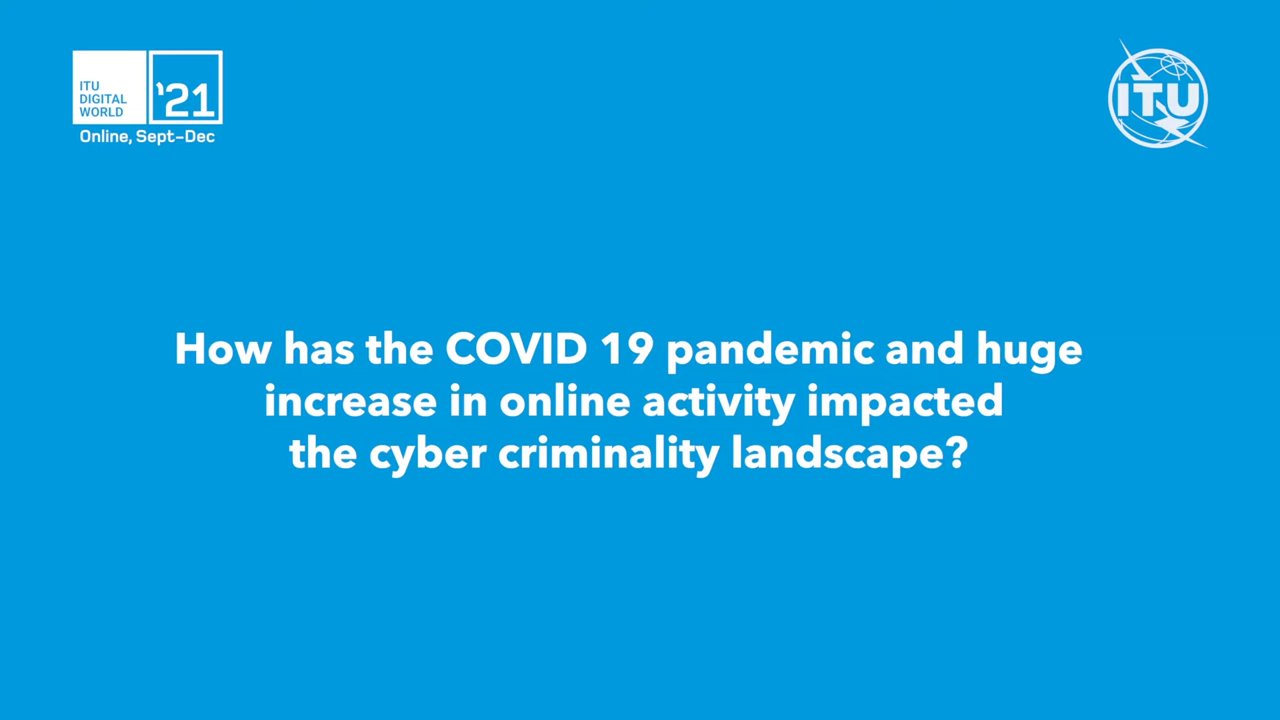 ITU
DIGITAL
WORLD
'21
Online, Sept–Dec
ITU
How has the COVID 19 pandemic and huge
increase in online activity impacted
the cyber criminality landscape?